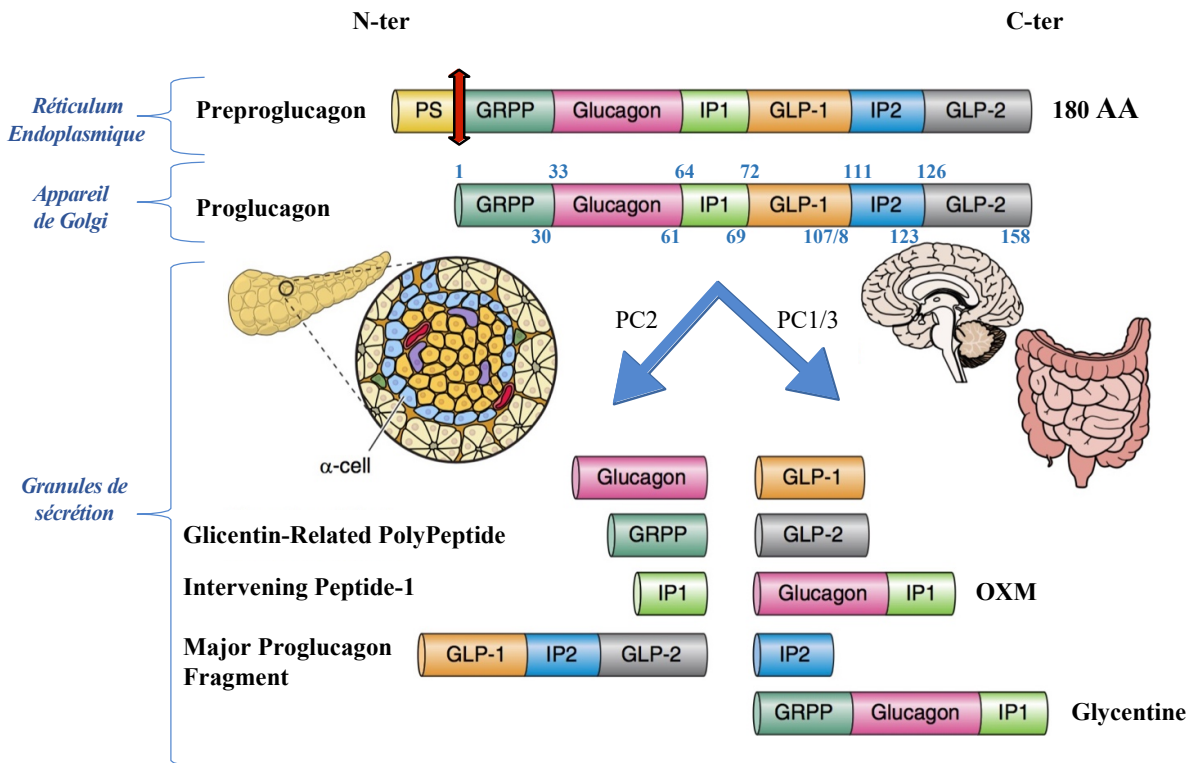 N-ter
C-ter
Réticulum
Endoplasmique
Preproglucagon
PS
GRPP
Glucagon
IP1
GLP-1
IP2
GLP-2
180 AA
Appareil
de Golgi
Proglucagon
1
33
64
72
111
126
GRPP
Glucagon
IP1
GLP-1
IP2
GLP-2
30
61
69
107/8
123
158
PC2
PC1/3
α-cell
Granules de
sécrétion
Glucagon
GLP-1
Glicentin-Related PolyPeptide
GRPP
GLP-2
Intervening Peptide-1
IP1
Glucagon
IP1
OXM
Major Proglucagon
Fragment
GLP-1
IP2
GLP-2
IP2
GRPP
Glucagon
IP1
Glycentine